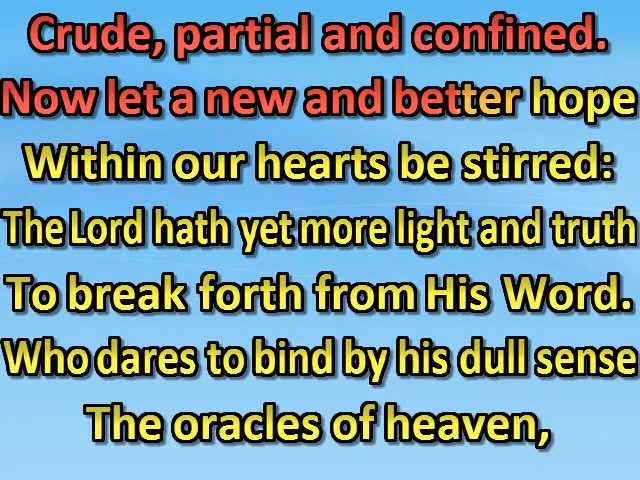 Crude, partial and confined.
Now let a new and better hope
Within our hearts be stirred:
The Lord hath yet more light and truth
To break forth from His Word.
Who dares to bind by his dull sense
The oracles of heaven,